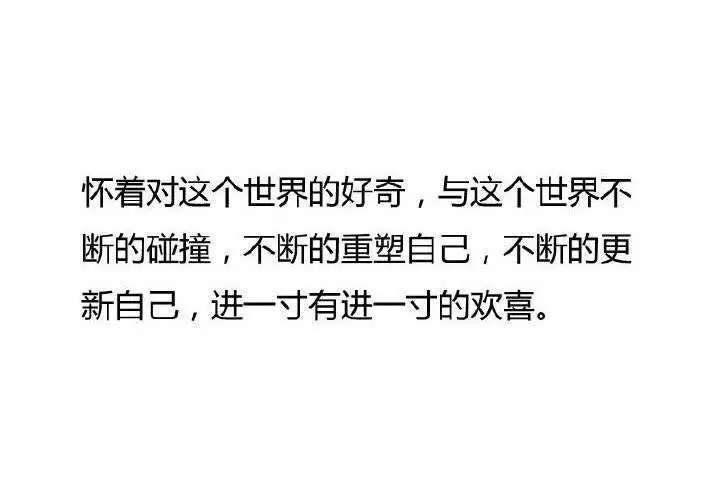 怀着对这个世界的好奇，与这个世界不
断的碰撞，不断的重塑自己，不断的更
新自己，进一寸有进一寸的欢喜。